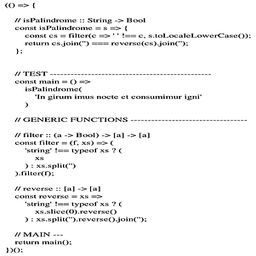 (() => {
// isPalindrome :: String -> Bool
const isPalindrome = s => {
const cs = filter(c => ' ' !== c, s.toLocaleLowerCase());
return cs.join('') === reverse(cs).join('');
};
// TEST -----------------------------------------------
const main = () =>
isPalindrome(
'In girum imus nocte et consumimur igni'
)
// GENERIC FUNCTIONS ----------------------------------
// filter :: (a -> Bool) -> [a] -> [a]
const filter = (f, xs) => (
'string' !== typeof xs ? (
xs
) : xs.split('')
).filter(f);
// reverse :: [a] -> [a]
const reverse = xs =>
'string' !== typeof xs ? (
xs.slice(0).reverse()
) : xs.split('').reverse().join('');
// MAIN ---
return main();
})();